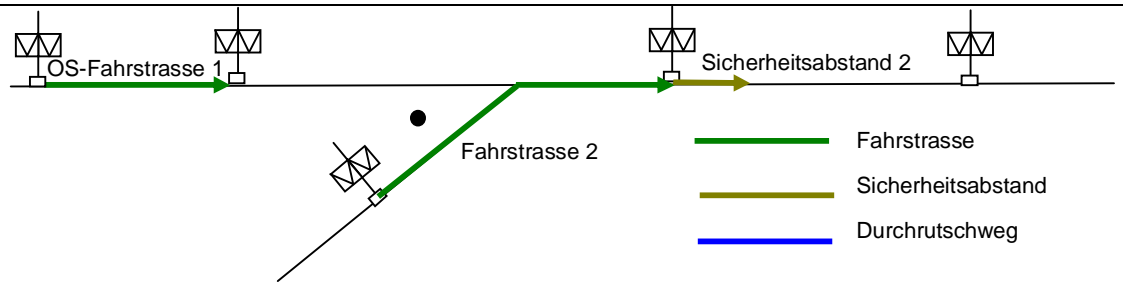 OS-Fahrstrasse 1
Sicherheitsabstand 2
Fahrstrasse 2
Fahrstrasse
Sicherheitsabstand
Durchrutschweg